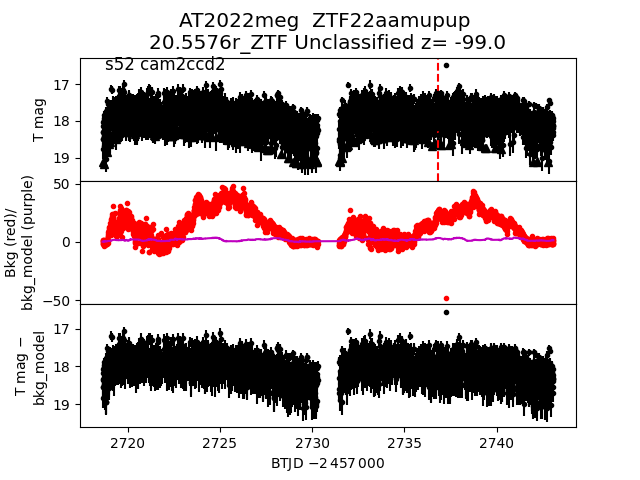 AT2022meg  ZTF22aamupup
20.5576r_ZTF Unclassified z= -99.0
s52 cam2ccd2
T mag
17
18
19
Bkg (red)/
bkg_model (purple)
50
0
−50
T mag −
bkg_model
17
18
19
2720
2725
2730
2735
2740
BTJD −2 457 000